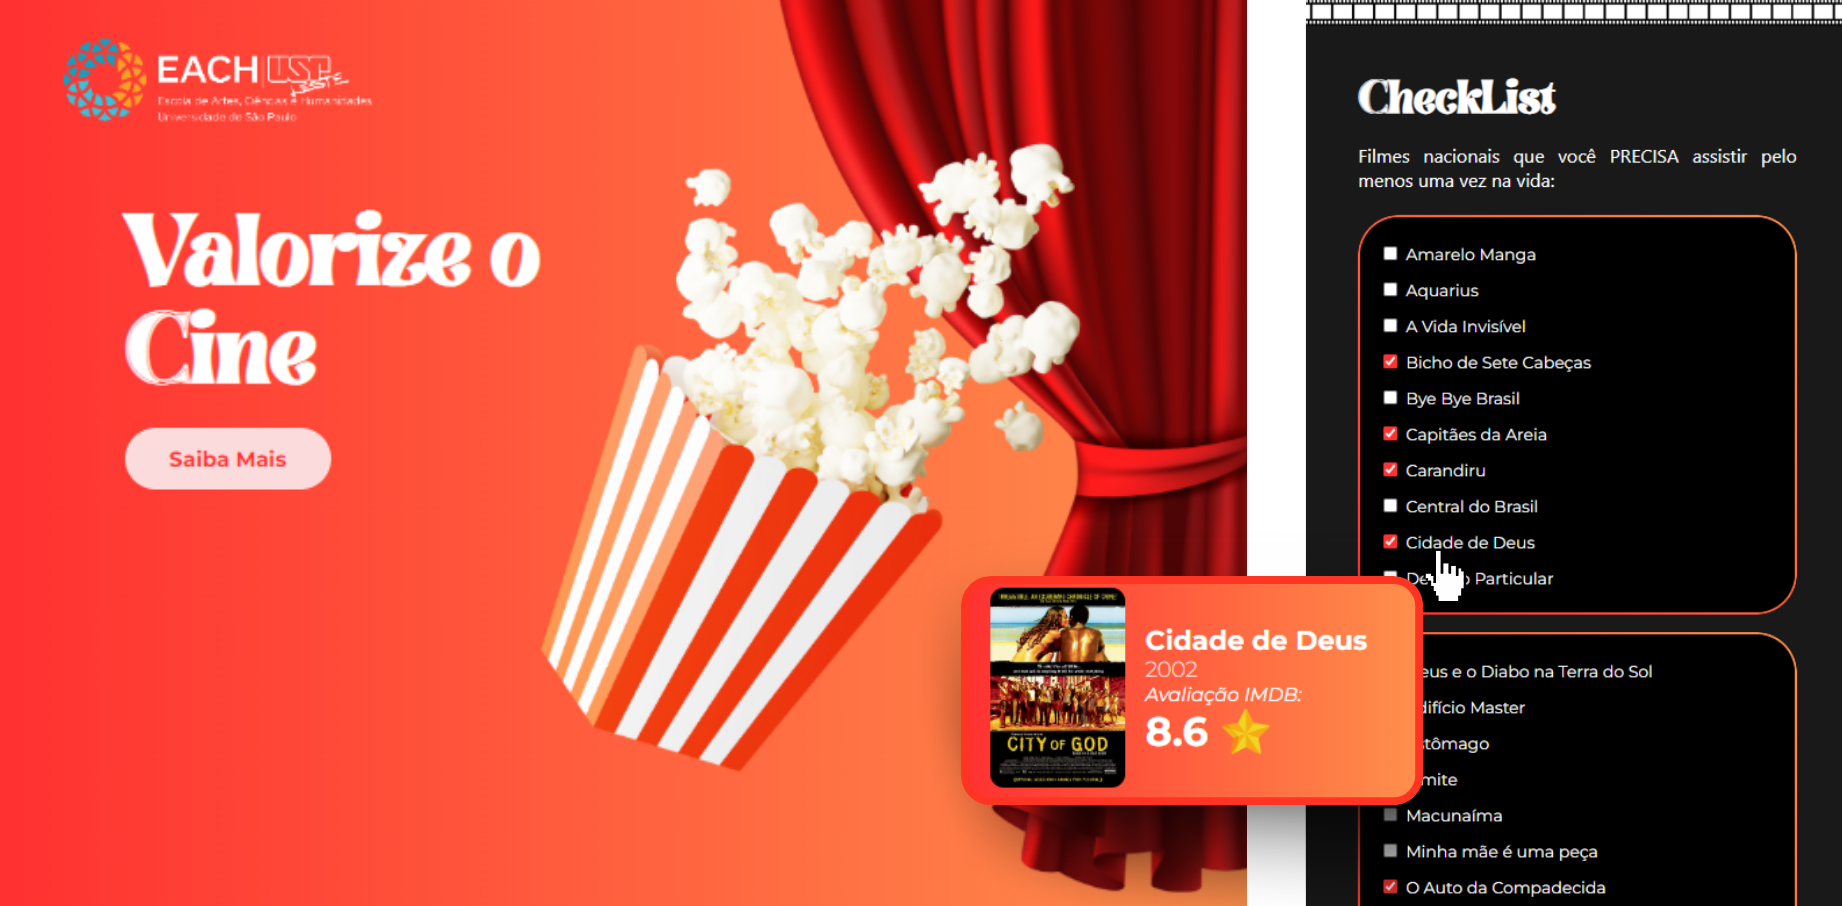 EACH USP
LESTE
Escola de Artes, Ciências e Humanidades
Universidade de São Paulo
Valorize o
Cine
Saiba Mais
CheckList
Filmes nacionais que você PRECISA assistir pelo
menos uma vez na vida:
Amarelo Manga
Aquarius
A Vida Invisível
Bicho de Sete Cabeças
Bye Bye Brasil
Capitães da Areia
Carandiru
Central do Brasil
Cidade de Deus
Particular
eus e o Diabo na Terra do Sol
difício Master
stômago
mite
Macunaíma
Minha mãe é uma peça
O Auto da Compadecida
Cidade de Deus
2002
Avaliação IMDB:
8.6
CITY OF GOD